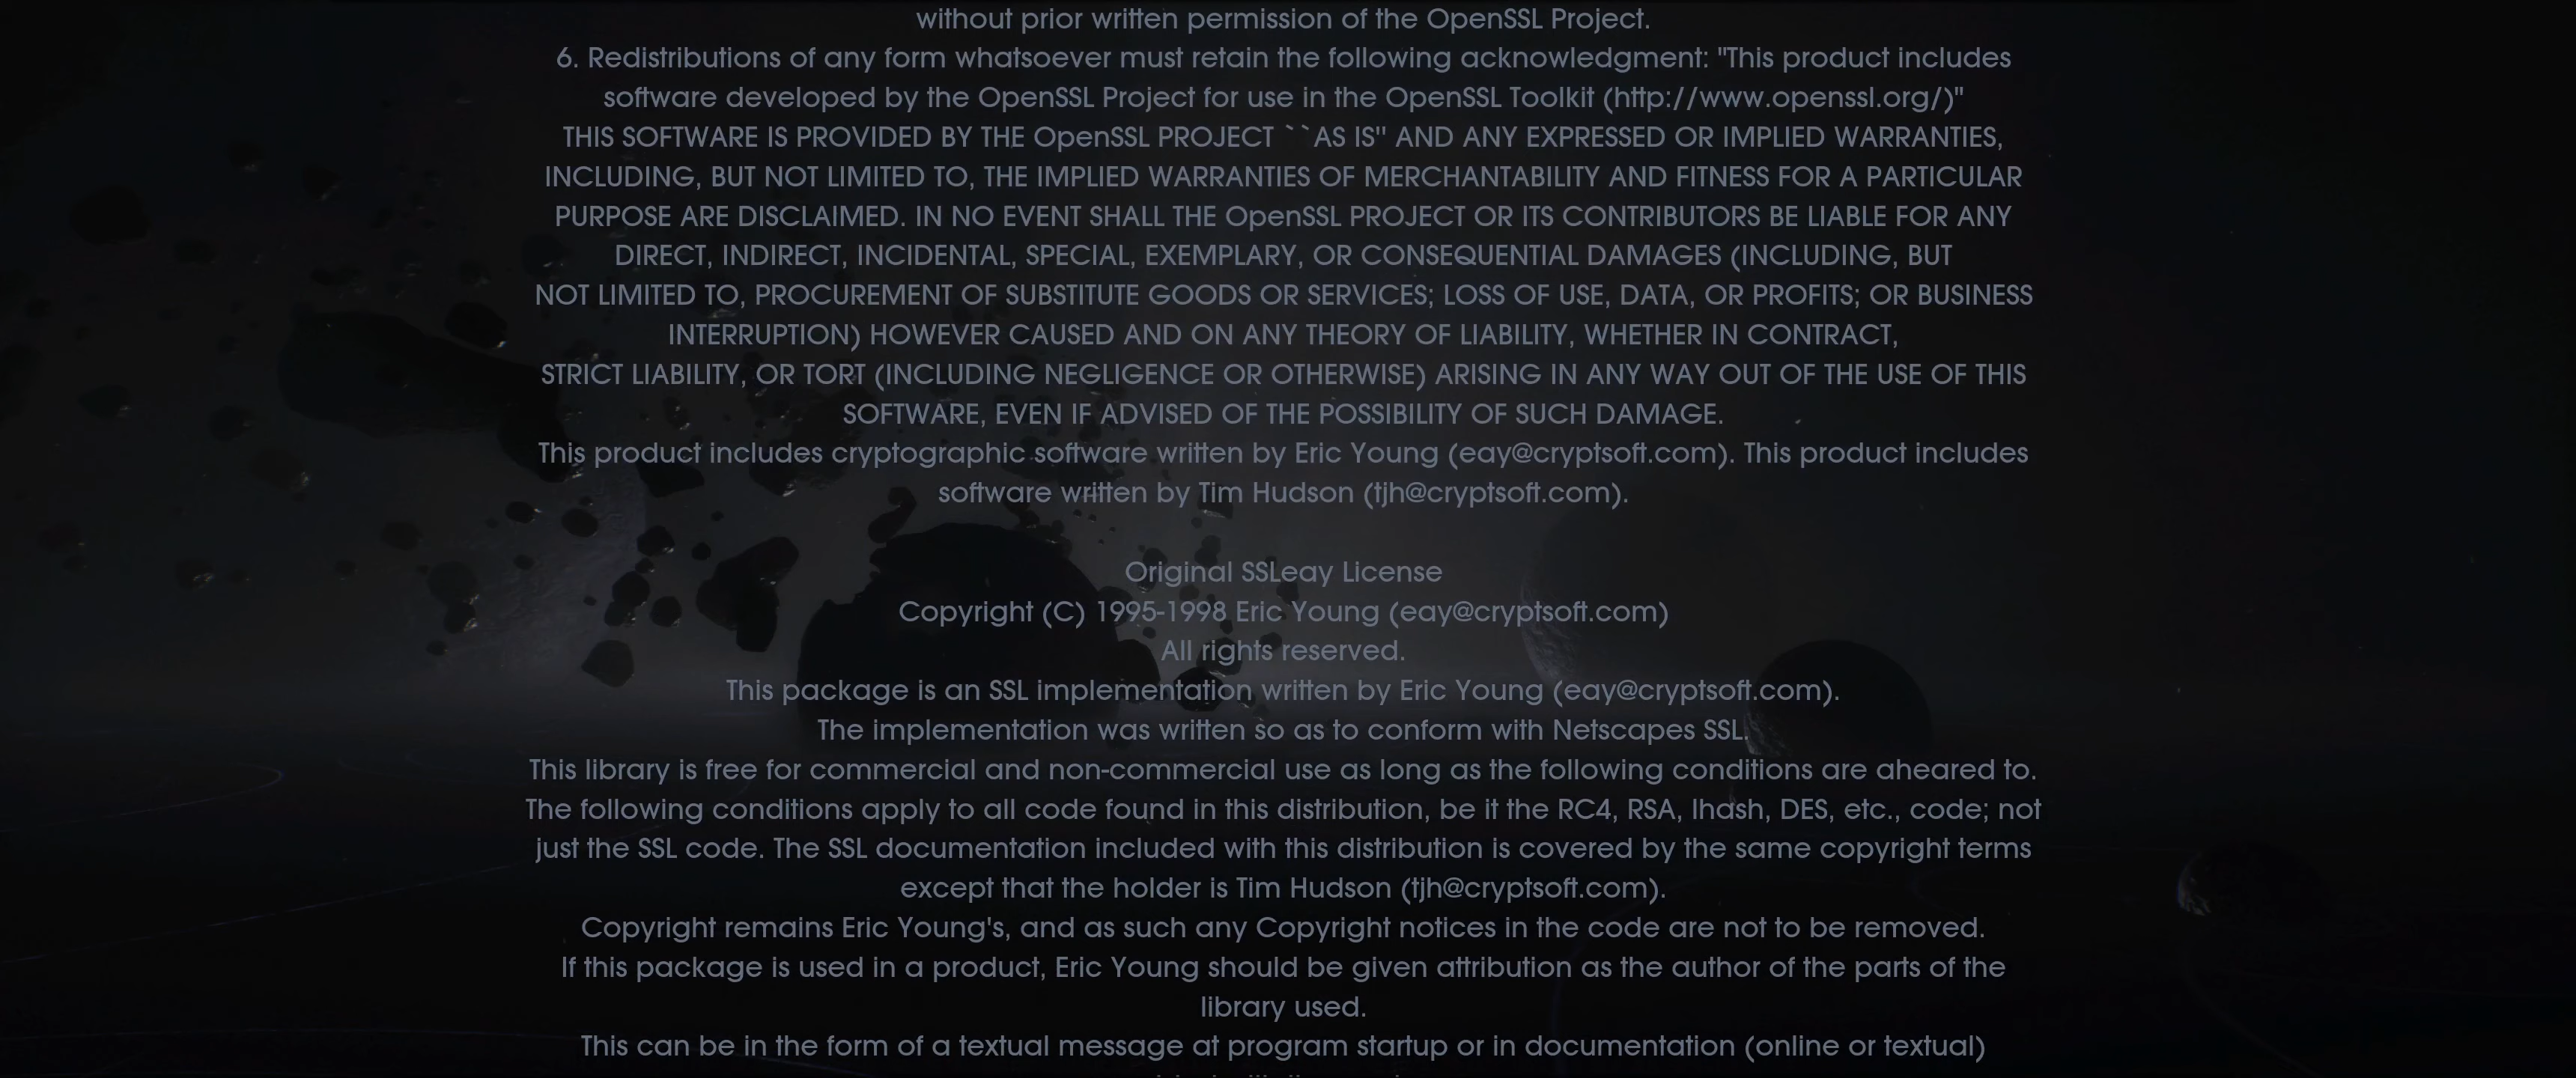 without prior written permission of the OpenSSL Project.
6. Redistributions of any form whatsoever must retain the following acknowledgment: "This product includes
software developed by the OpenSSL Project for use in the OpenSSL Toolkit (http://www.openssl.org/)"
THIS SOFTWARE IS PROVIDED BY THE OpenSSL PROJECT ``AS IS'' AND ANY EXPRESSED OR IMPLIED WARRANTIES,
INCLUDING, BUT NOT LIMITED TO, THE IMPLIED WARRANTIES OF MERCHANTABILITY AND FITNESS FOR A PARTICULAR
PURPOSE ARE DISCLAIMED. IN NO EVENT SHALL THE OpenSSL PROJECT OR ITS CONTRIBUTORS BE LIABLE FOR ANY
DIRECT, INDIRECT, INCIDENTAL, SPECIAL, EXEMPLARY, OR CONSEQUENTIAL DAMAGES (INCLUDING, BUT
NOT LIMITED TO, PROCUREMENT OF SUBSTITUTE GOODS OR SERVICES; LOSS OF USE, DATA, OR PROFITS; OR BUSINESS
INTERRUPTION) HOWEVER CAUSED AND ON ANY THEORY OF LIABILITY, WHETHER IN CONTRACT,
STRICT LIABILITY, OR TORT (INCLUDING NEGLIGENCE OR OTHERWISE) ARISING IN ANY WAY OUT OF THE USE OF THIS
SOFTWARE, EVEN IF ADVISED OF THE POSSIBILITY OF SUCH DAMAGE.
This product includes cryptographic software written by Eric Young (eay@cryptsoft.com). This product includes
software written by Tim Hudson (tjh@cryptsoft.com).
Original SSLeay License
Copyright (C) 1995-1998 Eric Young (eay@cryptsoft.com)
All rights reserved.
This package is an SSL implementation written by Eric Young (eay@cryptsoft.com).
The implementation was written so as to conform with Netscapes SSL.
This library is free for commercial and non-commercial use as long as the following conditions are aheared to.
The following conditions apply to all code found in this distribution, be it the RC4, RSA, lhash, DES, etc., code; not
just the SSL code. The SSL documentation included with this distribution is covered by the same copyright terms
except that the holder is Tim Hudson (tjh@cryptsoft.com).
Copyright remains Eric Young's, and as such any Copyright notices in the code are not to be removed.
If this package is used in a product, Eric Young should be given attribution as the author of the parts of the
library used.
This can be in the form of a textual message at program startup or in documentation (online or textual)